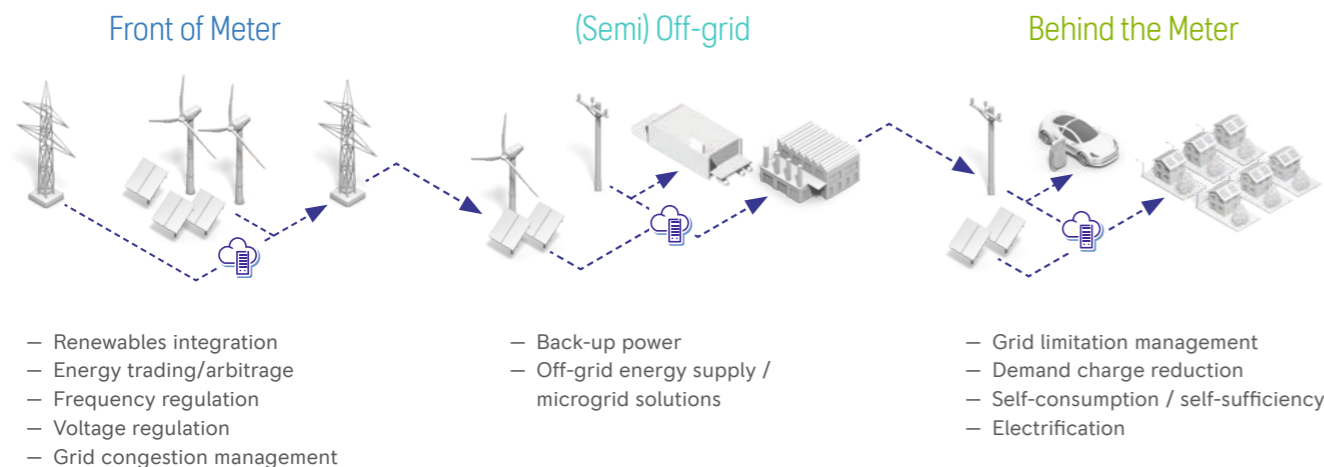 Front of Meter
(Semi) Off-grid
Behind the Meter
— Renewables integration
— Energy trading/arbitrage
— Frequency regulation
— Voltage regulation
— Grid congestion management
— Back-up power
— Off-grid energy supply /
microgrid solutions
— Grid limitation management
— Demand charge reduction
— Self-consumption / self-sufficiency
— Electrification